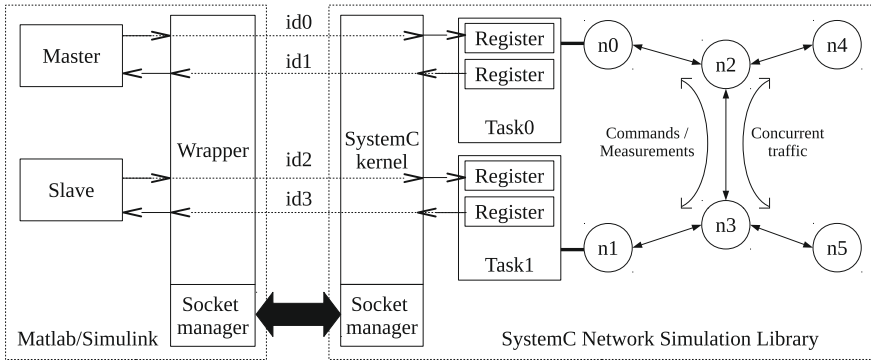 Master
Slave
Wrapper
Socket
manager
Matlab/Simulink
id0
id1
id2
id3
SystemC
kernel
Socket
manager
Register
Register
Task0
Register
Register
Task1
n0
n2
n4
Commands /
Measurements
Concurrent
traffic
n1
n3
n5
SystemC Network Simulation Library